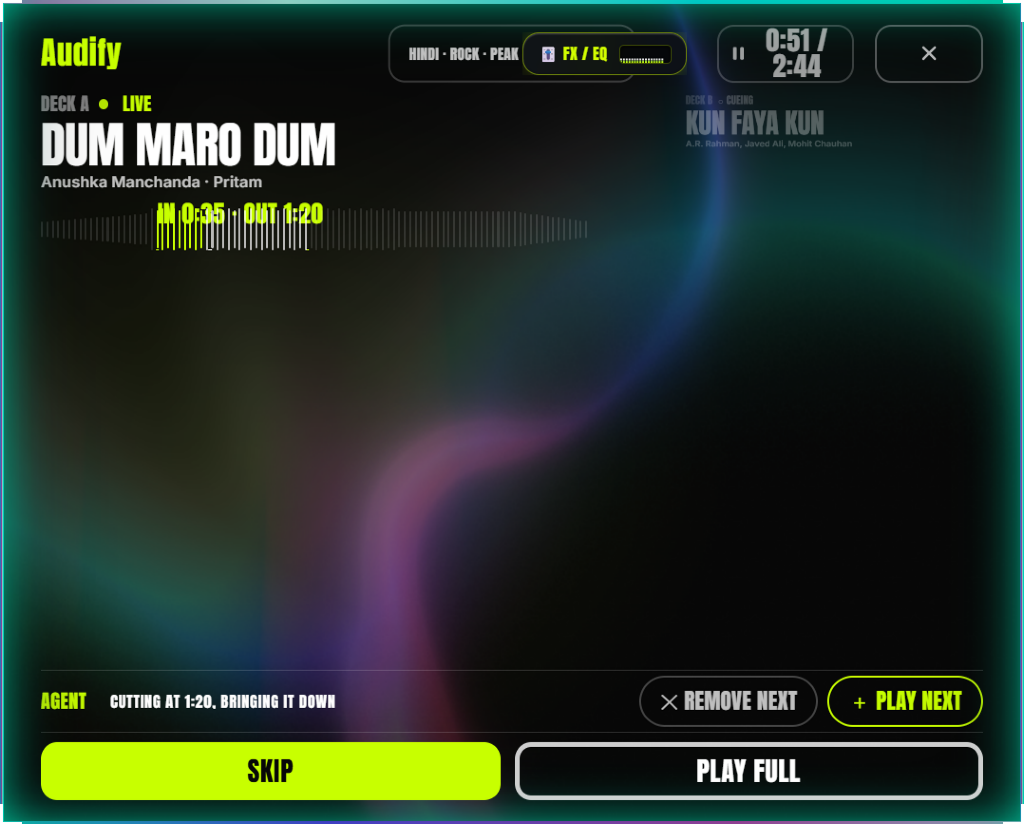 Audify
HINDI · ROCK · PEAK
FX / EQ
0:51 /
2:44
DECK A ● LIVE
DUM MARO DUM
Anushka Manchanda · Pritam
IN 0:35 · OUT 1:20
DECK B ○ CUEING
KUN FAYA KUN
A.R. Rahman, Javed Ali, Mohit Chauhan
AGENT CUTTING AT 1:20, BRINGING IT DOWN
REMOVE NEXT
+ PLAY NEXT
SKIP
PLAY FULL